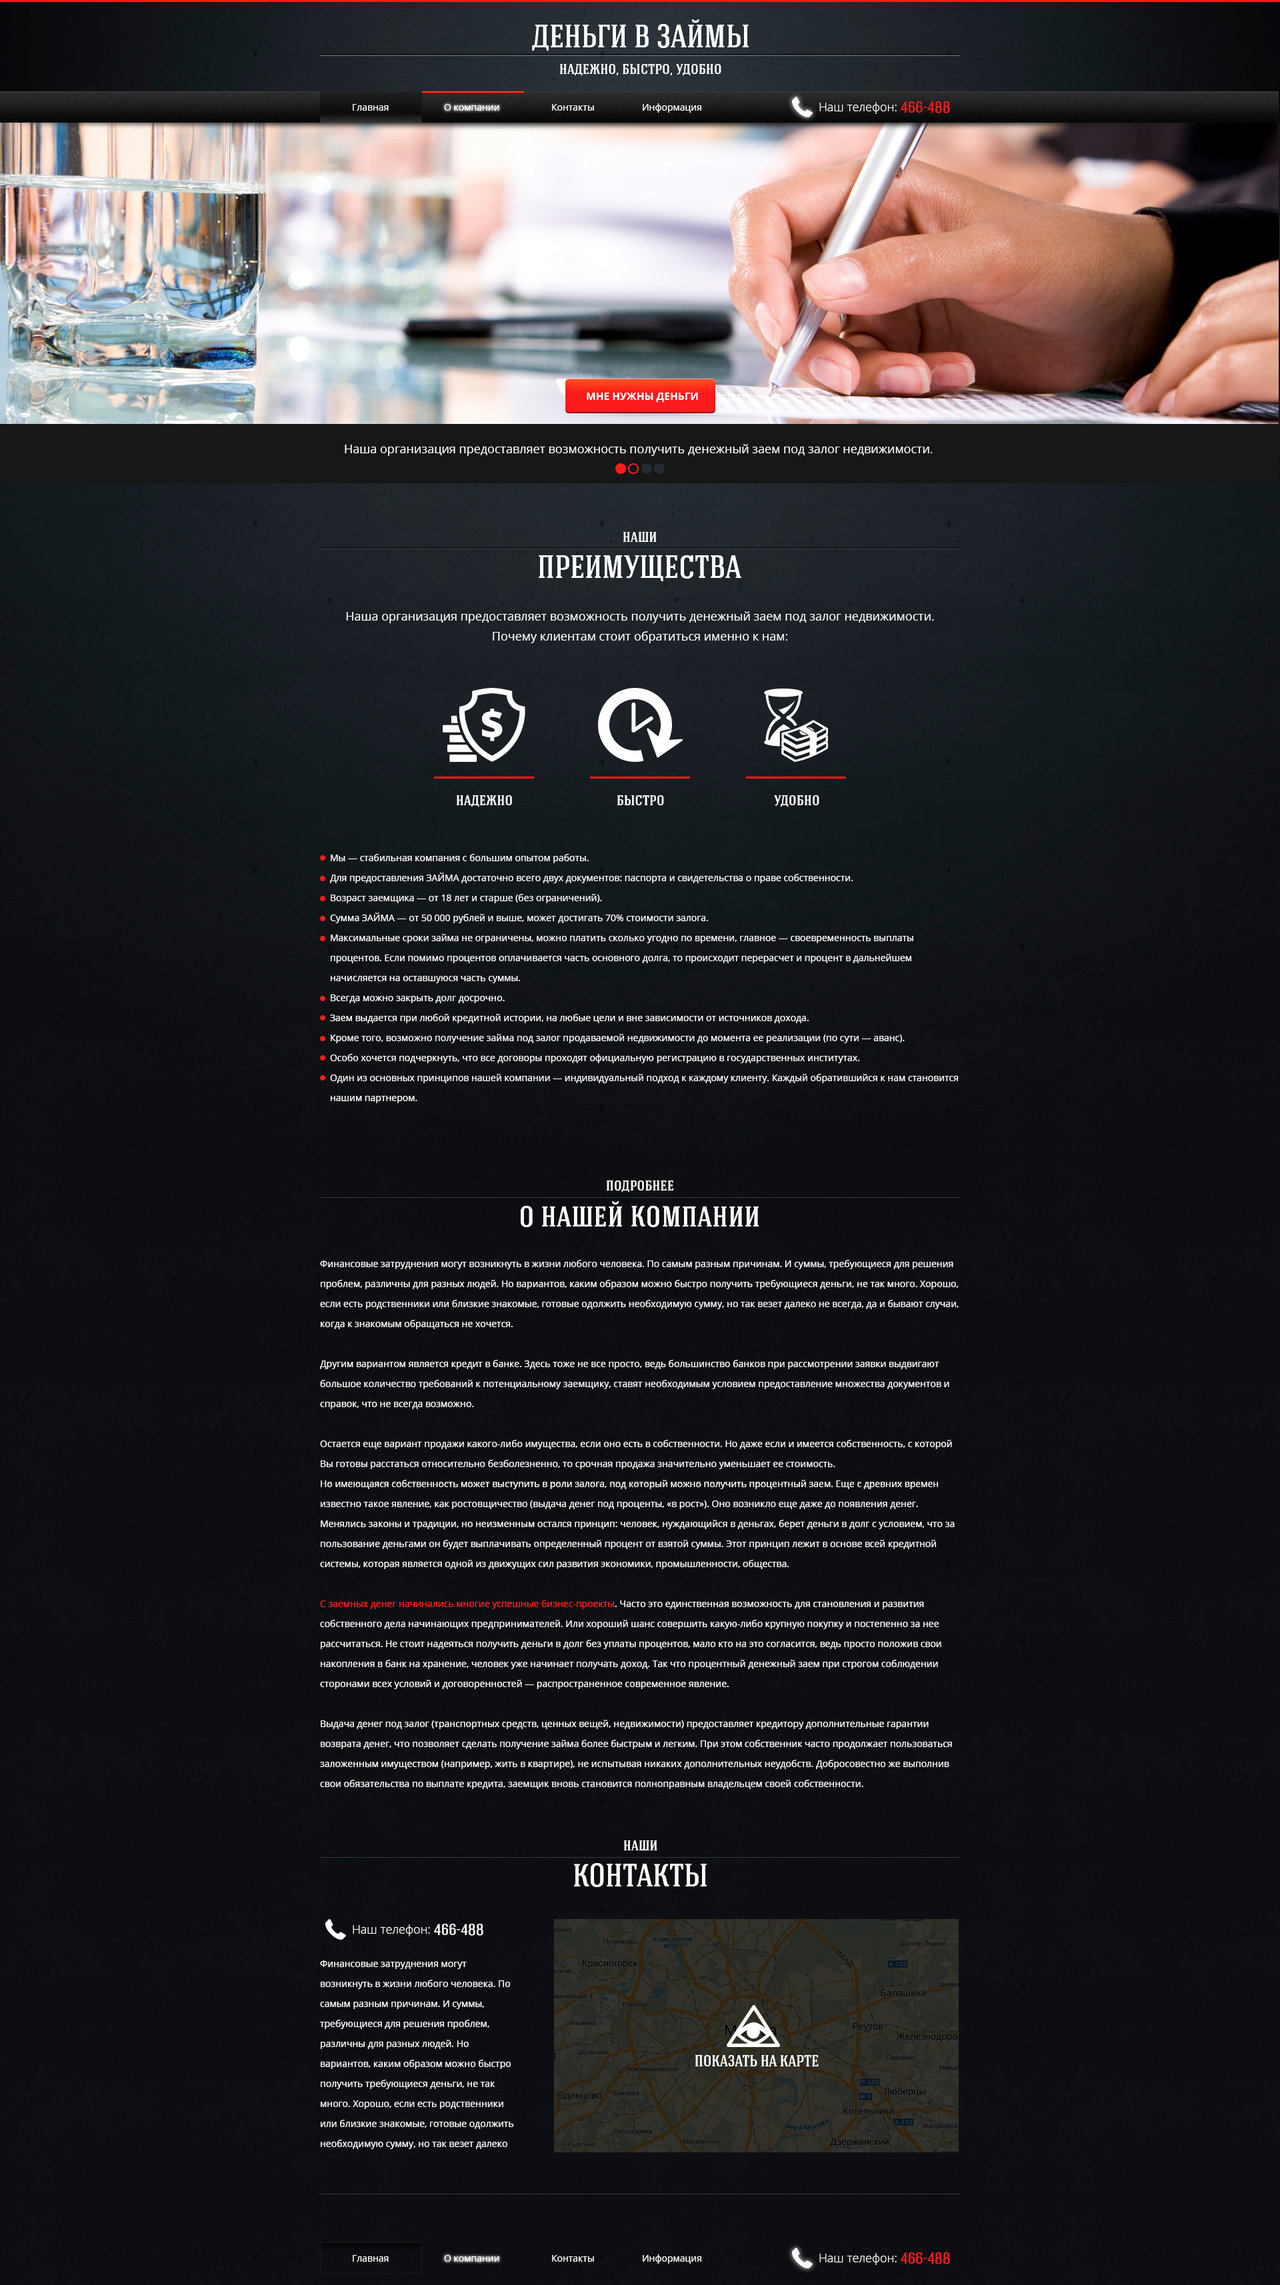 ДЕНЬГИ В ЗАЙМЫ
НАДЕЖНО, БЫСТРО, УДОБНО
Главная
О компании
Контакты
Информация
Наш телефон: 466-488
МНЕ НУЖНЫ ДЕНЬГИ
Наша организация предоставляет возможность получить денежный заем под залог недвижимости.
НАШИ
ПРЕИМУЩЕСТВА
Наша организация предоставляет возможность получить денежный заем под залог недвижимости.
Почему клиентам стоит обратиться именно к нам:
НАДЕЖНО
БЫСТРО
УДОБНО
Мы — стабильная компания с большим опытом работы.
Для предоставления ЗАЙМА достаточно всего двух документов: паспорта и свидетельства о праве собственности.
Возраст заемщика — от 18 лет и старше (без ограничений).
Сумма ЗАЙМА — от 50 000 рублей и выше, может достигать 70% стоимости залога.
Максимальные сроки займа не ограничены, можно платить сколько угодно по времени, главное — своевременность выплаты
процентов. Если помимо процентов оплачивается часть основного долга, то происходит перерасчет и процент в дальнейшем
начисляется на оставшуюся часть суммы.
Всегда можно закрыть долг досрочно.
Заем выдается при любой кредитной истории, на любые цели и вне зависимости от источников дохода.
Кроме того, возможно получение займа под залог продаваемой недвижимости до момента ее реализации (по сути — аванс).
Особо хочется подчеркнуть, что все договоры проходят официальную регистрацию в государственных институтах.
Один из основных принципов нашей компании — индивидуальный подход к каждому клиенту. Каждый обратившийся к нам становится
нашим партнером.
ПОДРОБНЕЕ
О НАШЕЙ КОМПАНИИ
Финансовые затруднения могут возникнуть в жизни любого человека. По самым разным причинам. И суммы, требующиеся для решения
проблем, различны для разных людей. Но вариантов, каким образом можно быстро получить требующиеся деньги, не так много. Хорошо,
если есть родственники или близкие знакомые, готовые одолжить необходимую сумму, но так везет далеко не всегда, да и бывают случаи,
когда к знакомым обращаться не хочется.
Другим вариантом является кредит в банке. Здесь тоже не все просто, ведь большинство банков при рассмотрении заявки выдвигают
большое количество требований к потенциальному заемщику, ставят необходимым условием предоставление множества документов и
справок, что не всегда возможно.
Остается еще вариант продажи какого-либо имущества, если оно есть в собственности. Но даже если и имеется собственность, с которой
Вы готовы расстаться относительно безболезненно, то срочная продажа значительно уменьшает ее стоимость.
Но имеющаяся собственность может выступить в роли залога, под который можно получить процентный заем. Еще с древних времен
известно такое явление, как ростовщичество (выдача денег под проценты, «в рост»). Оно возникло еще даже до появления денег.
Менялись законы и традиции, но неизменным остался принцип: человек, нуждающийся в деньгах, берет деньги в долг с условием, что за
пользование деньгами он будет выплачивать определенный процент от взятой суммы. Этот принцип лежит в основе всей кредитной
системы, которая является одной из движущих сил развития экономики, промышленности, общества.
С заемных денег начинались многие успешные бизнес-проекты. Часто это единственная возможность для становления и развития
собственного дела начинающих предпринимателей. Или хороший шанс совершить какую-либо крупную покупку и постепенно за нее
рассчитаться. Не стоит надеяться получить деньги в долг без уплаты процентов, мало кто на это согласится, ведь просто положив свои
накопления в банк на хранение, человек уже начинает получать доход. Так что процентный денежный заем при строгом соблюдении
сторонами всех условий и договоренностей — распространенное современное явление.
Выдача денег под залог (транспортных средств, ценных вещей, недвижимости) предоставляет кредитору дополнительные гарантии
возврата денег, что позволяет сделать получение займа более быстрым и легким. При этом собственник часто продолжает пользоваться
заложенным имуществом (например, жить в квартире), не испытывая никаких дополнительных неудобств. Добросовестно же выполнив
свои обязательства по выплате кредита, заемщик вновь становится полноправным владельцем своей собственности.
НАШИ
КОНТАКТЫ
Наш телефон: 466-488
Финансовые затруднения могут
возникнуть в жизни любого человека. По
самым разным причинам. И суммы,
требующиеся для решения проблем,
различны для разных людей. Но
вариантов, каким образом можно быстро
получить требующиеся деньги, не так
много. Хорошо, если есть родственники
или близкие знакомые, готовые одолжить
необходимую сумму, но так везет далеко
Путилково
Химкинское
вдхр
МКАД
Долгое Ледово
Красногорск
А-103
Балашиха
Рублево
Ильинка
Реутов
Железнодоро
Шульгино
Павлино
Новоивановское
ПОКАЗАТЬ НА КАРТЕ
Р-105
Люберцы
Одинцово
Баковка
М-5
Котельники
А-102
река Москва
Малаховка
Рассказовка
Мосрентген
Дзержинский
Пыхтино
Главная
О компании
Контакты
Информация
Наш телефон: 466-488